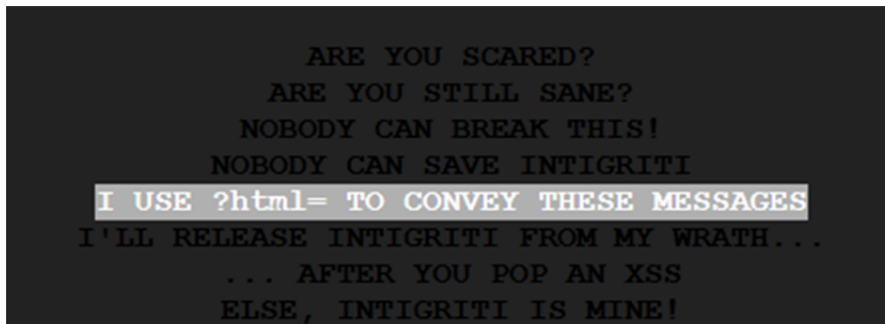 ARE YOU SCARED?
ARE YOU STILL SANE?
NOBODY CAN BREAK THIS!
NOBODY CAN SAVE INTIGRITI
I USE ?html= TO CONVEY THESE MESSAGES
I'LL RELEASE INTIGRITI FROM MY WRATH...
... AFTER YOU POP AN XSS
ELSE, INTIGRITI IS MINE!